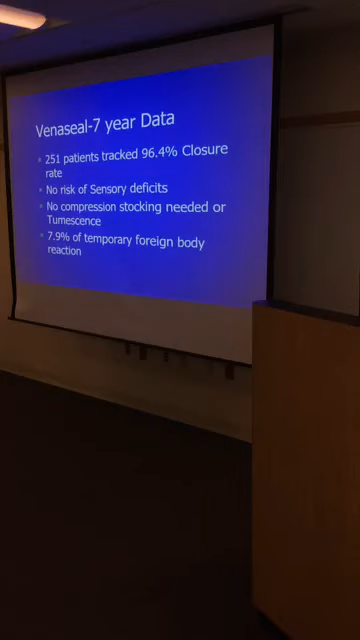 Venaseal-7 year Data
251 patients tracked 96.4% Closure
rate
No risk of Sensory deficits
No compression stocking needed or
Tumescence
7.9% of temporary foreign body
reaction